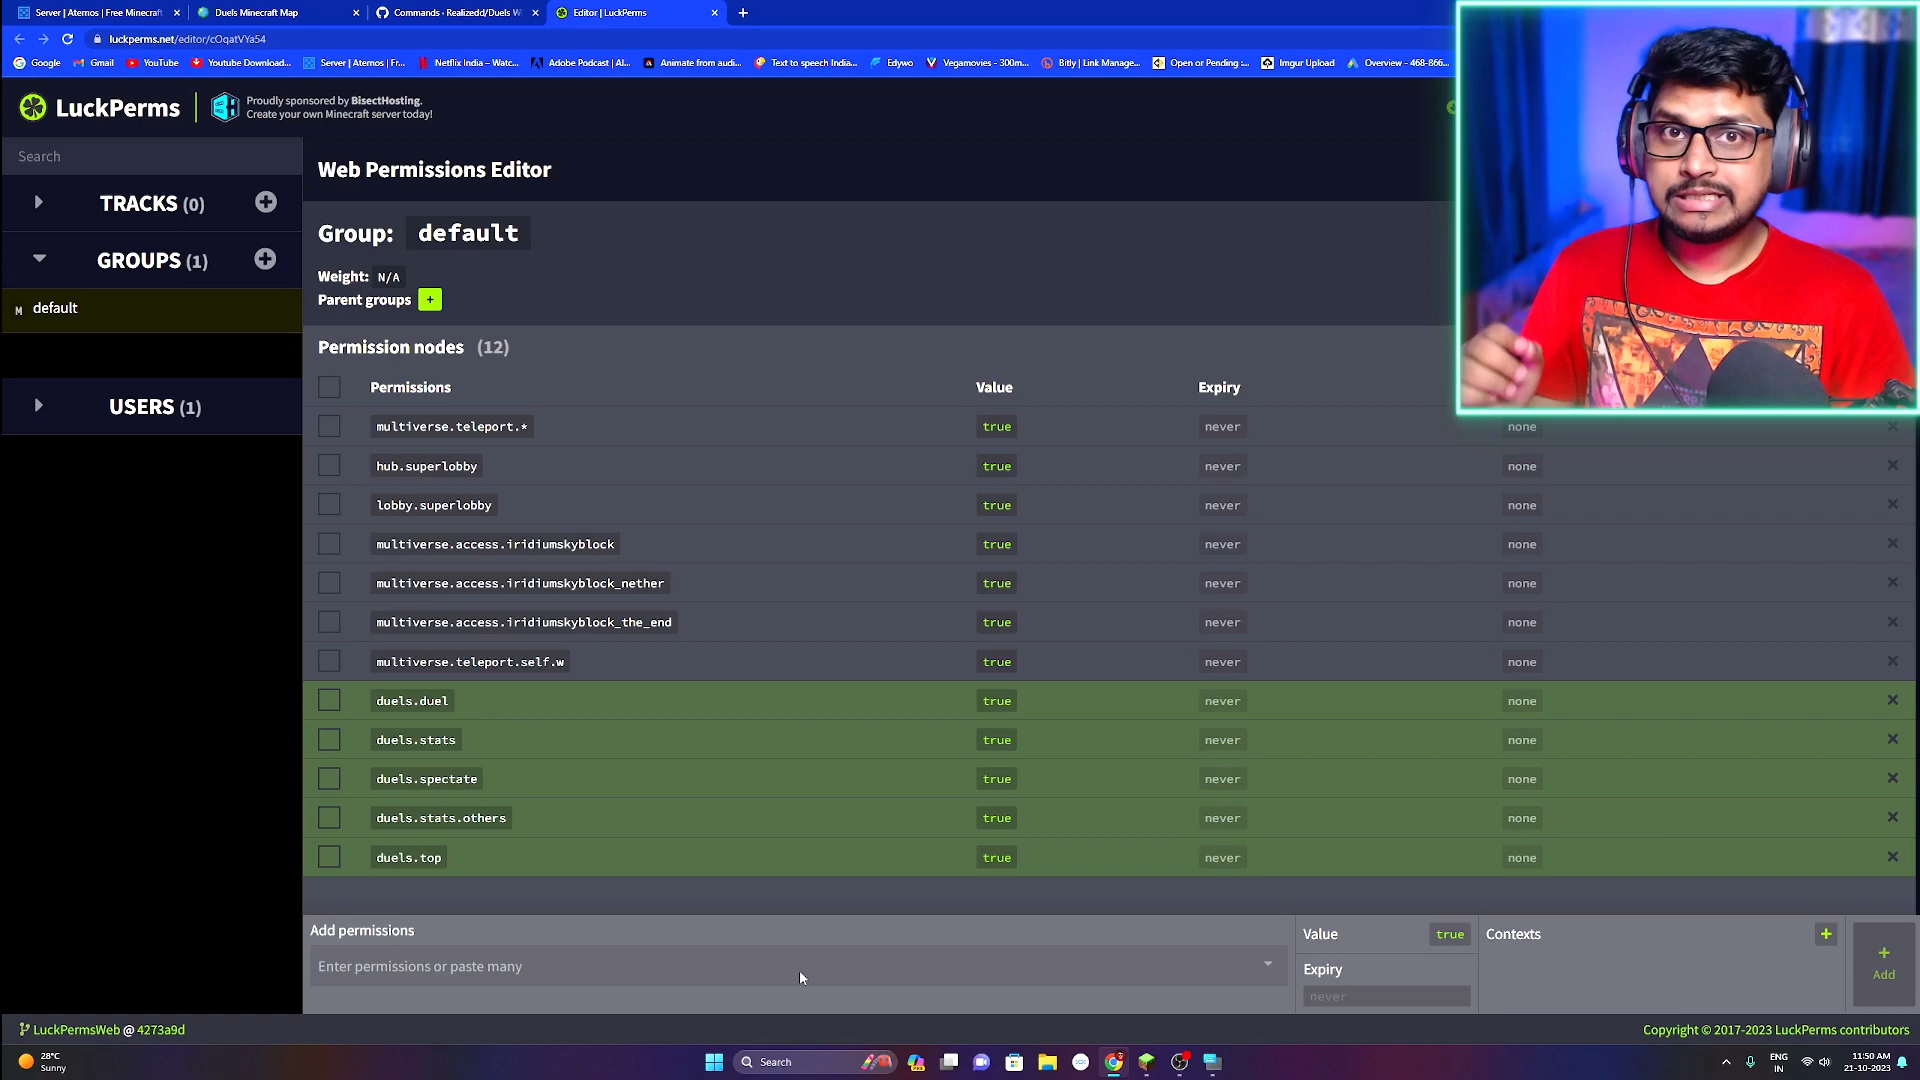 Server | Aternos | Free Minecraft
Duels Minecraft Map
Commands · Realizedd/Duels W
Editor | LuckPerms
luckperms.net/editor/cOqatVYa54
Google
Gmail
YouTube
Youtube Download...
Server | Aternos | Fr...
Netflix India – Watc...
Adobe Podcast | AI...
Animate from audi...
Text to speech India...
Edywo
Vegamovies - 300m...
Bitly | Link Manage...
Open or Pending :...
Imgur Upload
Overview - 468-866...
LuckPerms
Proudly sponsored by BisectHosting.
Create your own Minecraft server today!
Search
TRACKS (0)
GROUPS (1)
M default
USERS (1)
Web Permissions Editor
Group: default
Weight: N/A
Parent groups +
Permission nodes (12)
Permissions Value Expiry
multiverse.teleport.* true never none
hub.superlobby true never none
lobby.superlobby true never none
multiverse.access.iridiumskyblock true never none
multiverse.access.iridiumskyblock_nether true never none
multiverse.access.iridiumskyblock_the_end true never none
multiverse.teleport.self.w true never none
duels.duel true never none
duels.stats true never none
duels.spectate true never none
duels.stats.others true never none
duels.top true never none
Add permissions
Enter permissions or paste many
Value true
Expiry
never
Contexts +
+
Add
LuckPermsWeb @ 4273a9d
Copyright © 2017-2023 LuckPerms contributors
28°C
Sunny
Search
ENG
IN
11:50 AM
21-10-2023